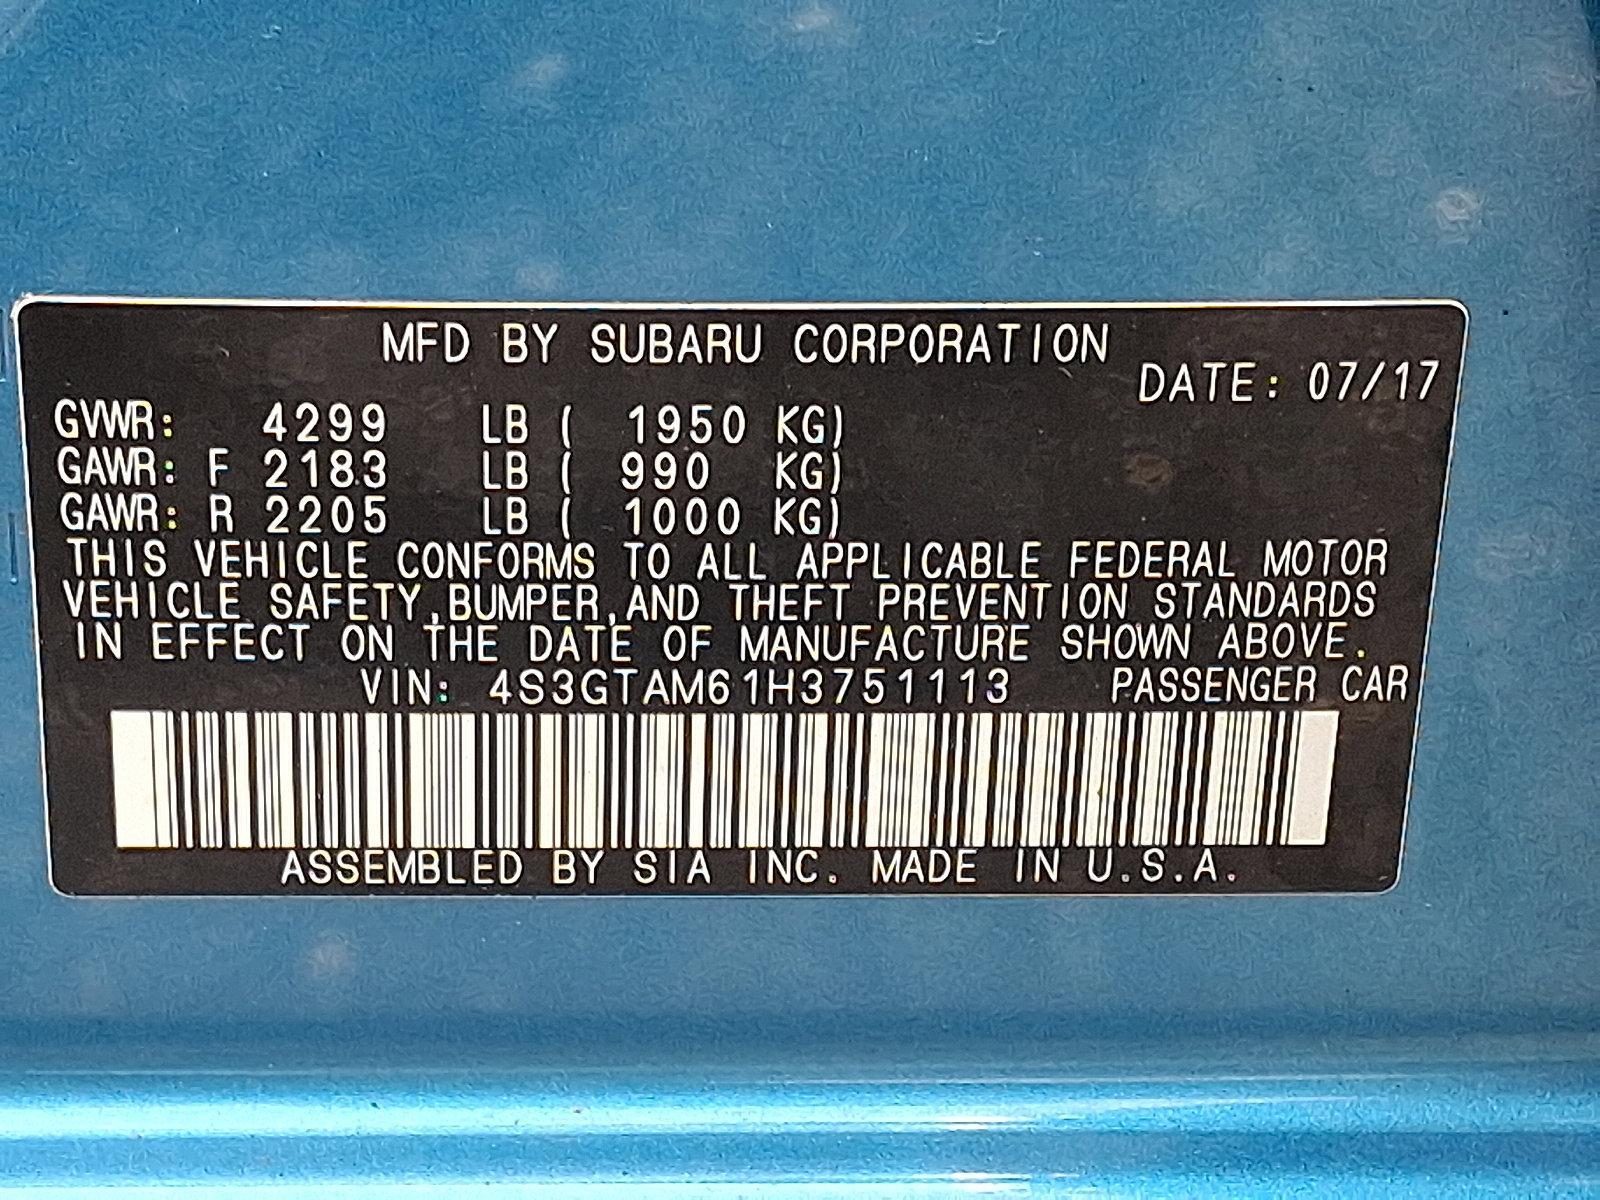 MFD BY SUBARU CORPORATION
DATE: 07/17
GVWR: 4299 LB ( 1950 KG)
GAWR: F 2183 LB ( 990 KG)
GAWR: R 2205 LB ( 1000 KG)
THIS VEHICLE CONFORMS TO ALL APPLICABLE FEDERAL MOTOR
VEHICLE SAFETY,BUMPER,AND THEFT PREVENTION STANDARDS
IN EFFECT ON THE DATE OF MANUFACTURE SHOWN ABOVE.
VIN: 4S3GTAM61H3751113 PASSENGER CAR
ASSEMBLED BY SIA INC. MADE IN U.S.A.